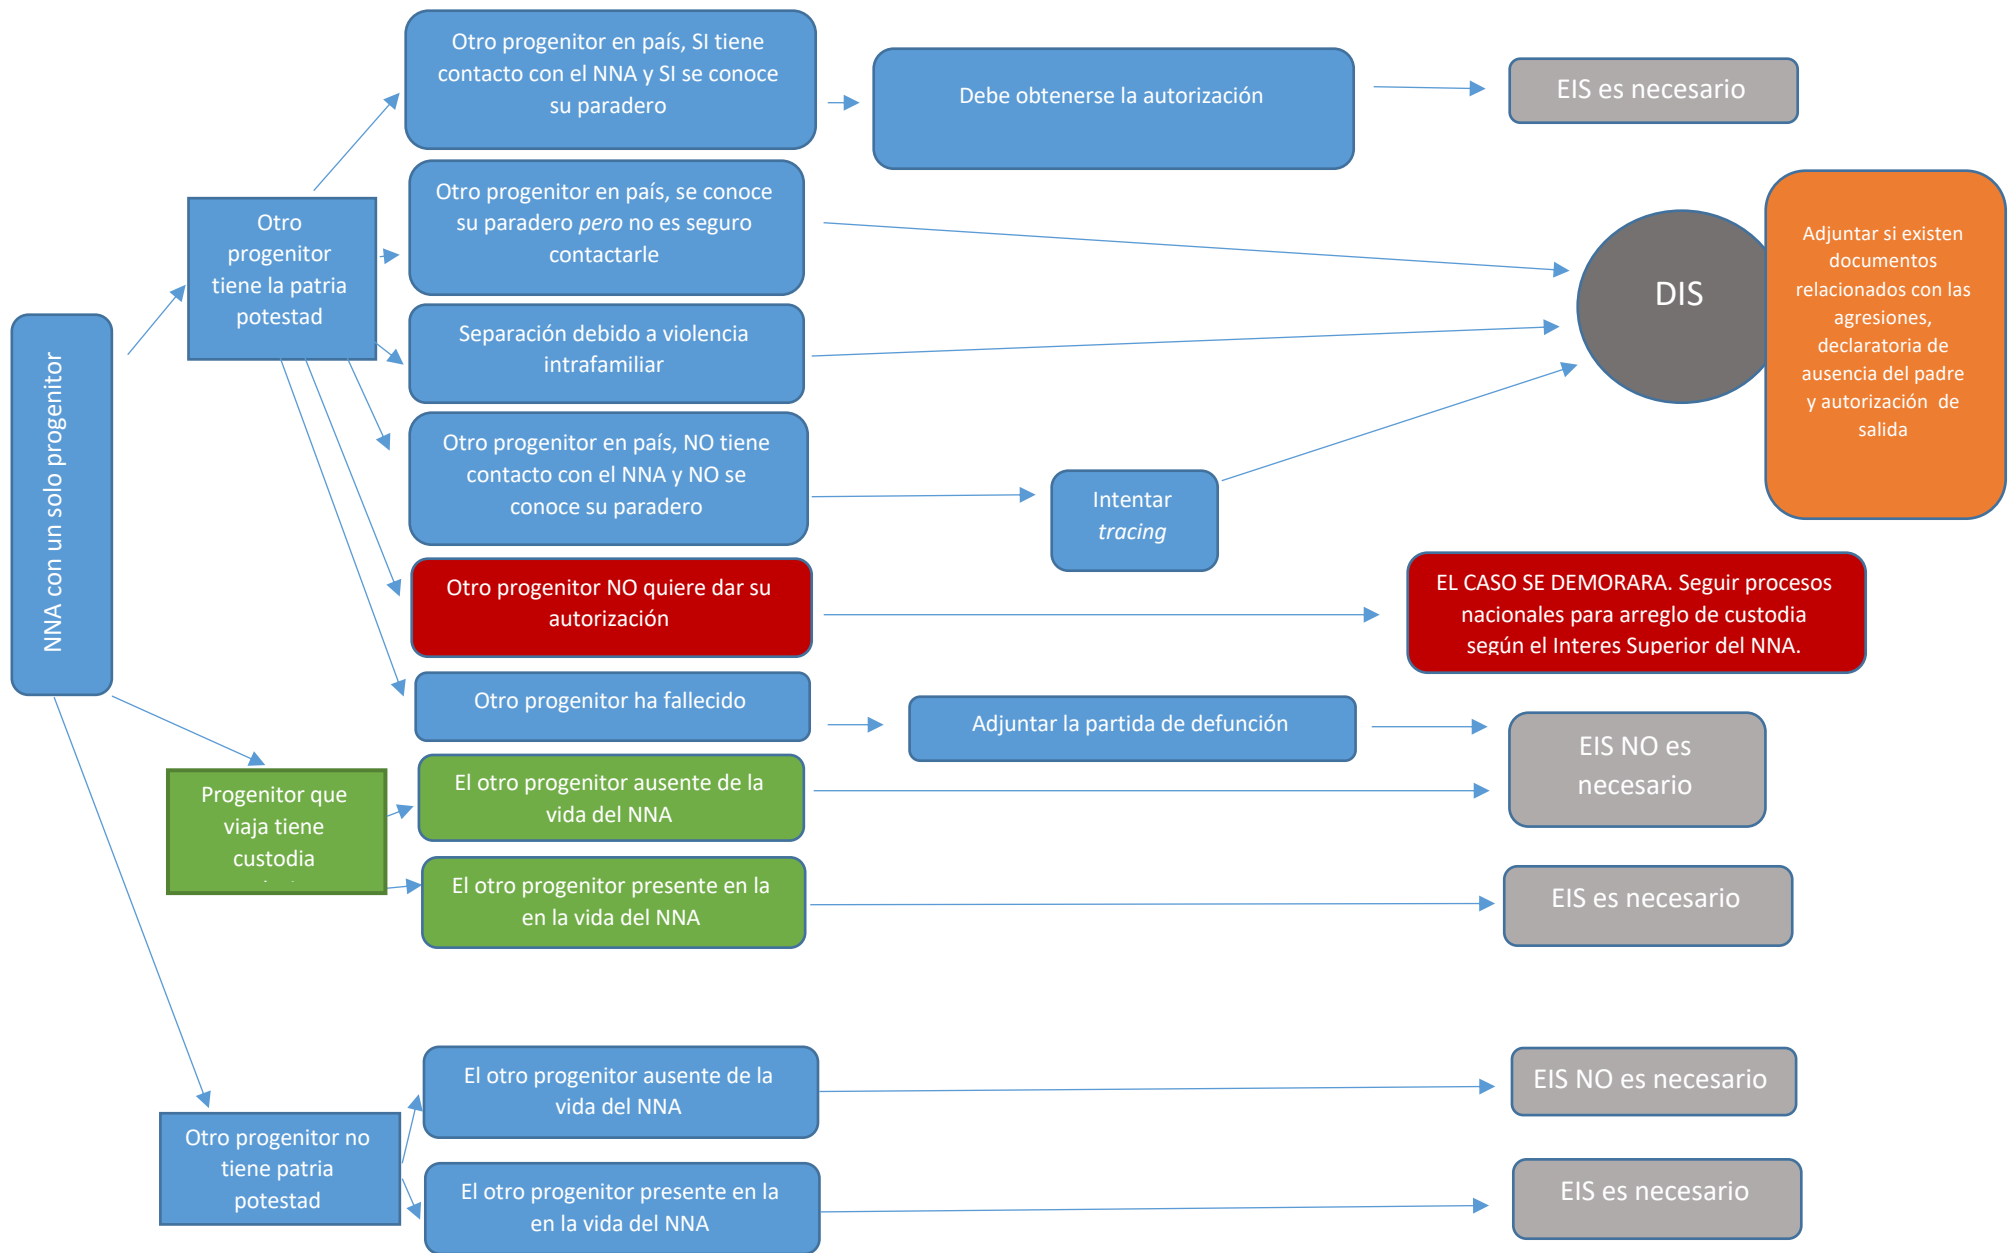 NNA con un solo progenitor
Otro
progenitor
tiene la patria
potestad
Otro progenitor en país, SI tiene
contacto con el NNA y SI se conoce
su paradero
Debe obtenerse la autorización
EIS es necesario
Otro progenitor en país, se conoce
su paradero pero no es seguro
contactarle
Separación debido a violencia
intrafamiliar
Otro progenitor en país, NO tiene
contacto con el NNA y NO se
conoce su paradero
Intentar
tracing
DIS
Adjuntar si existen
documentos
relacionados con las
agresiones,
declaratoria de
ausencia del padre
y autorización de
salida
Otro progenitor NO quiere dar su
autorización
EL CASO SE DEMORARA. Seguir procesos
nacionales para arreglo de custodia
según el Interes Superior del NNA.
Otro progenitor ha fallecido
Adjuntar la partida de defunción
EIS NO es
necesario
Progenitor que
viaja tiene
custodia
El otro progenitor ausente de la
vida del NNA
El otro progenitor presente en la
en la vida del NNA
EIS es necesario
Otro progenitor no
tiene patria
potestad
El otro progenitor ausente de la
vida del NNA
EIS NO es necesario
El otro progenitor presente en la
en la vida del NNA
EIS es necesario